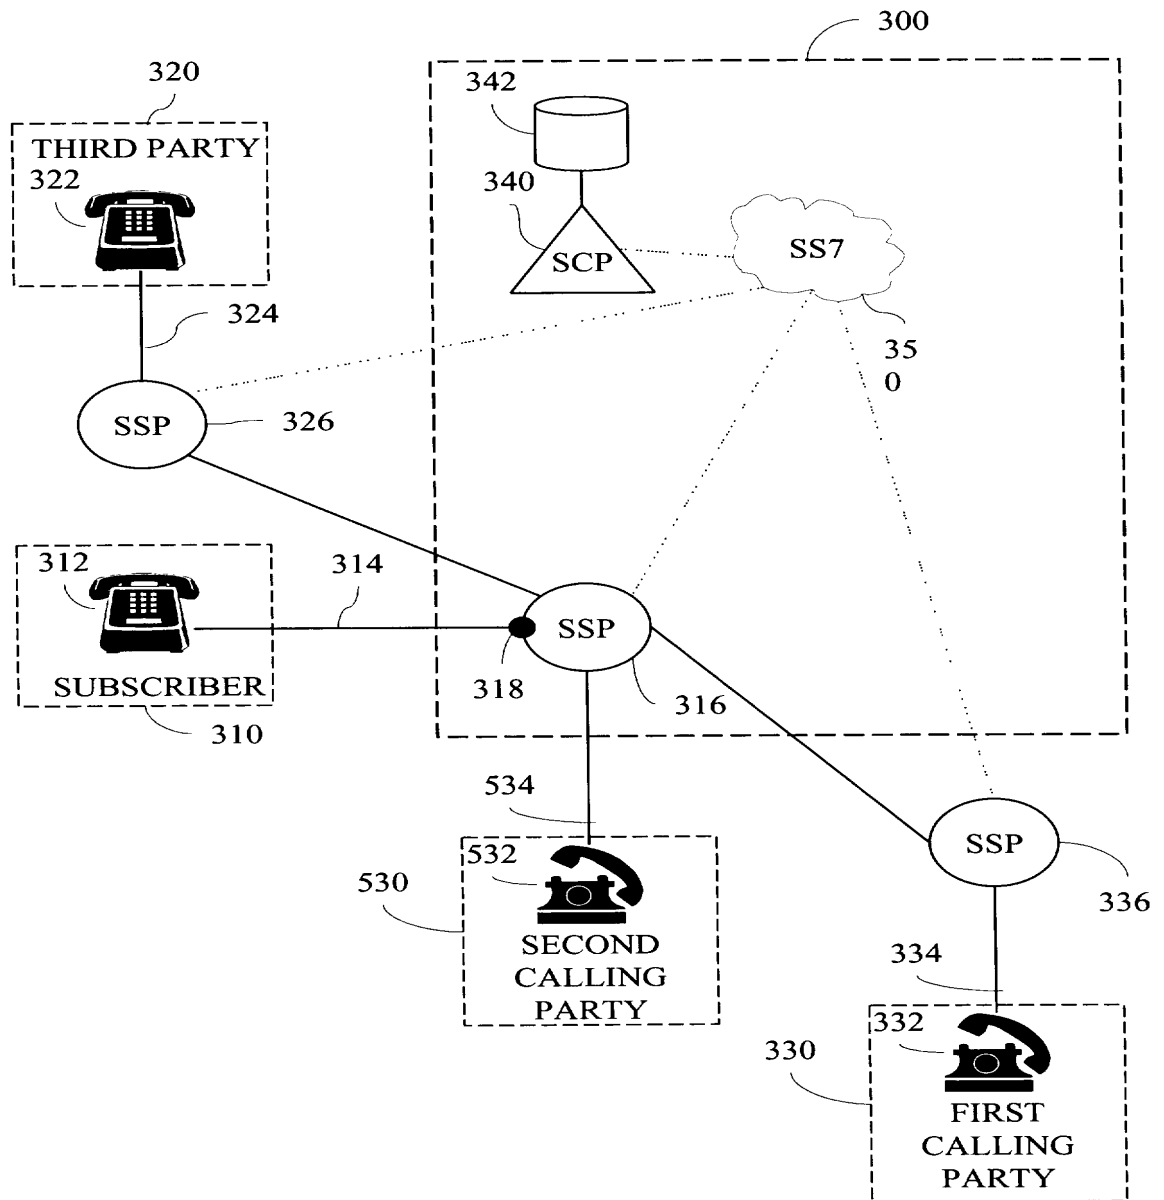 300
320
342
THIRD PARTY
322
340
SCP
SS7
324
35
0
SSP
326
312
314
SSP
318
316
SUBSCRIBER
310
534
532
530
SECOND
CALLING
PARTY
SSP
336
334
332
330
FIRST
CALLING
PARTY